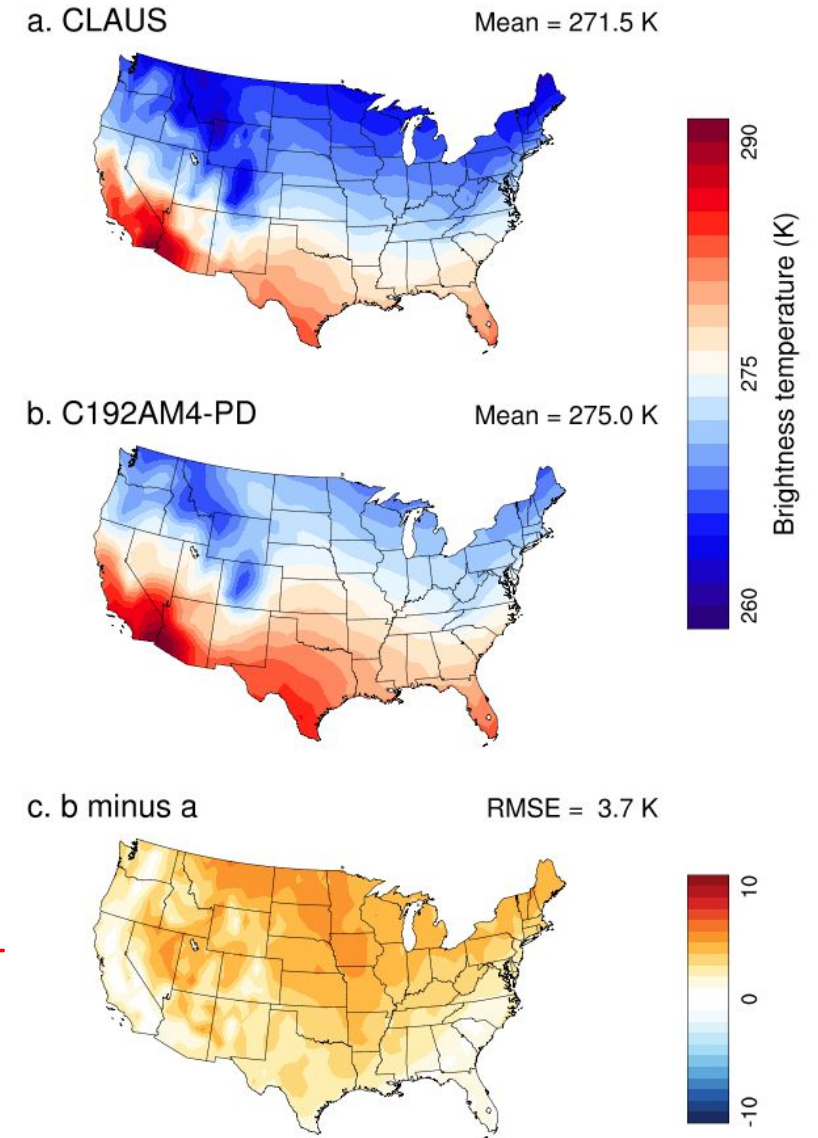 a. CLAUS
Mean = 271.5 K
290
275
260
Brightness temperature (K)
b. C192AM4-PD
Mean = 275.0 K
c. b minus a
RMSE = 3.7 K
10
0
-10